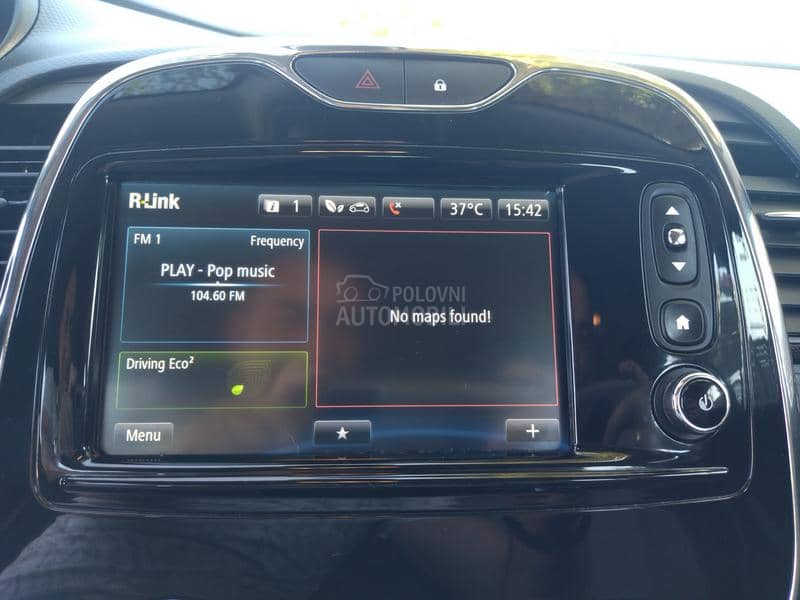 R-Link
1
37°C
15:42
FM 1
Frequency
PLAY - Pop music
104.60 FM
POLOVNI
AUTOMOBILI
No maps found!
Driving Eco²
Menu